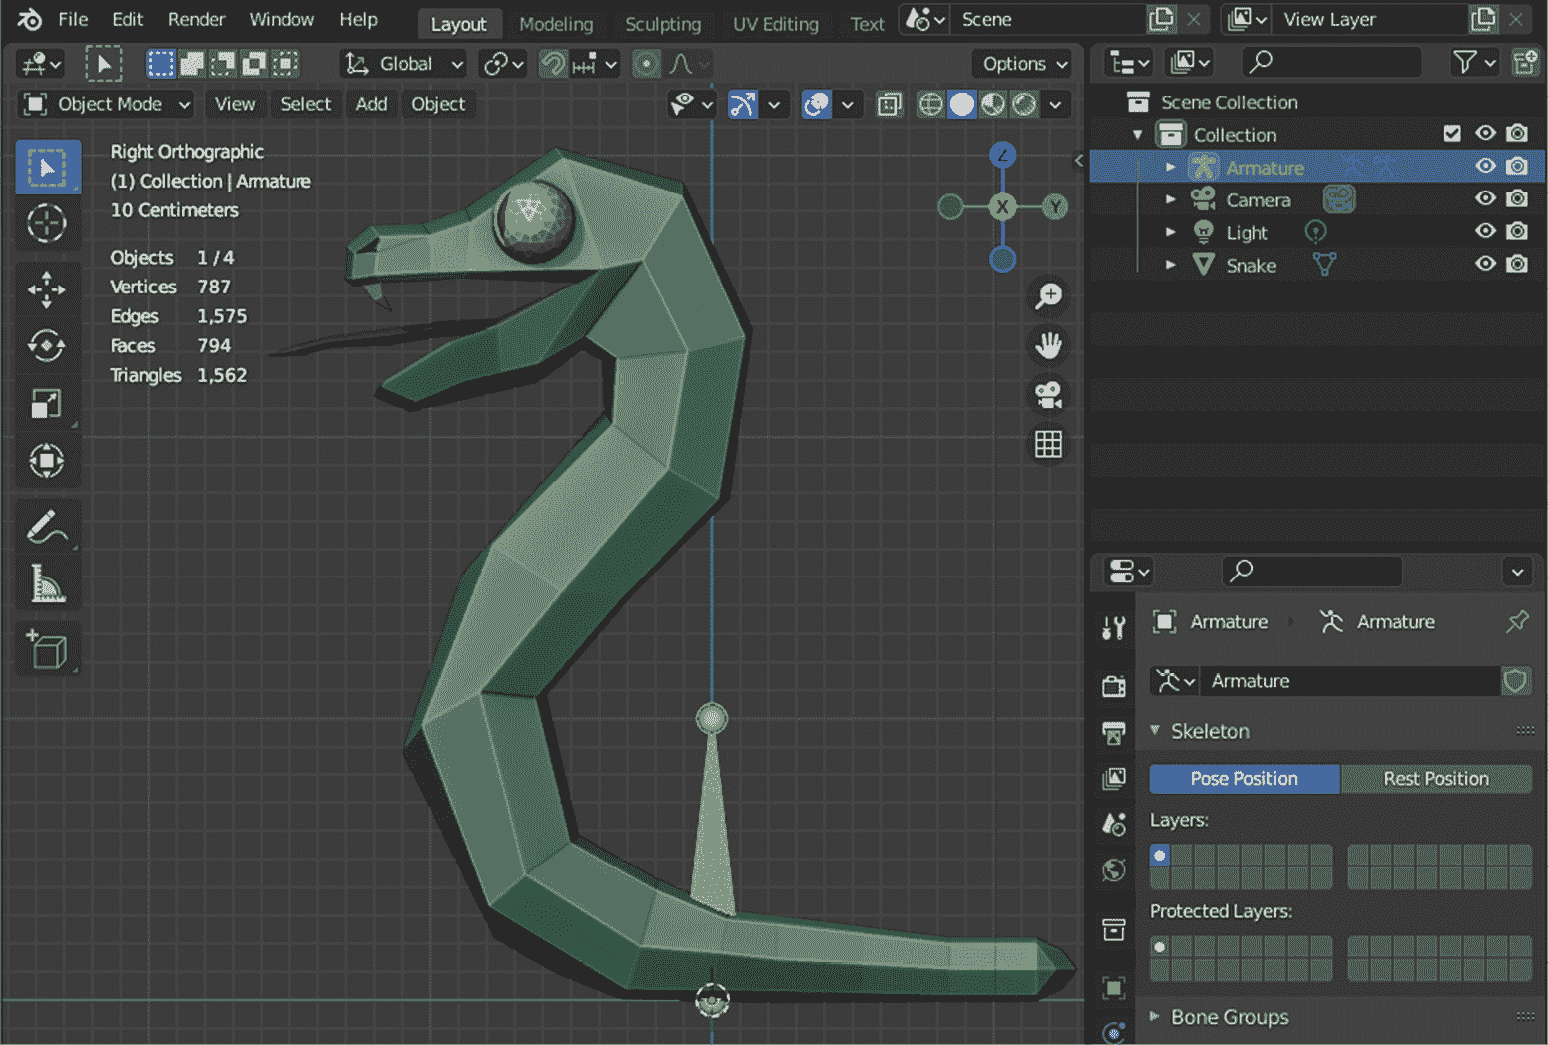 File Edit Render Window Help Layout Modeling Sculpting UV Editing Text Scene View Layer
Global Options
Object Mode View Select Add Object
Right Orthographic
(1) Collection | Armature
10 Centimeters
Objects 1 / 4
Vertices 787
Edges 1,575
Faces 794
Triangles 1,562
Z
X
Y
Scene Collection
Collection
Armature
Camera
Light
Snake
Armature Armature
Armature
Skeleton
Pose Position Rest Position
Layers:
Protected Layers:
Bone Groups